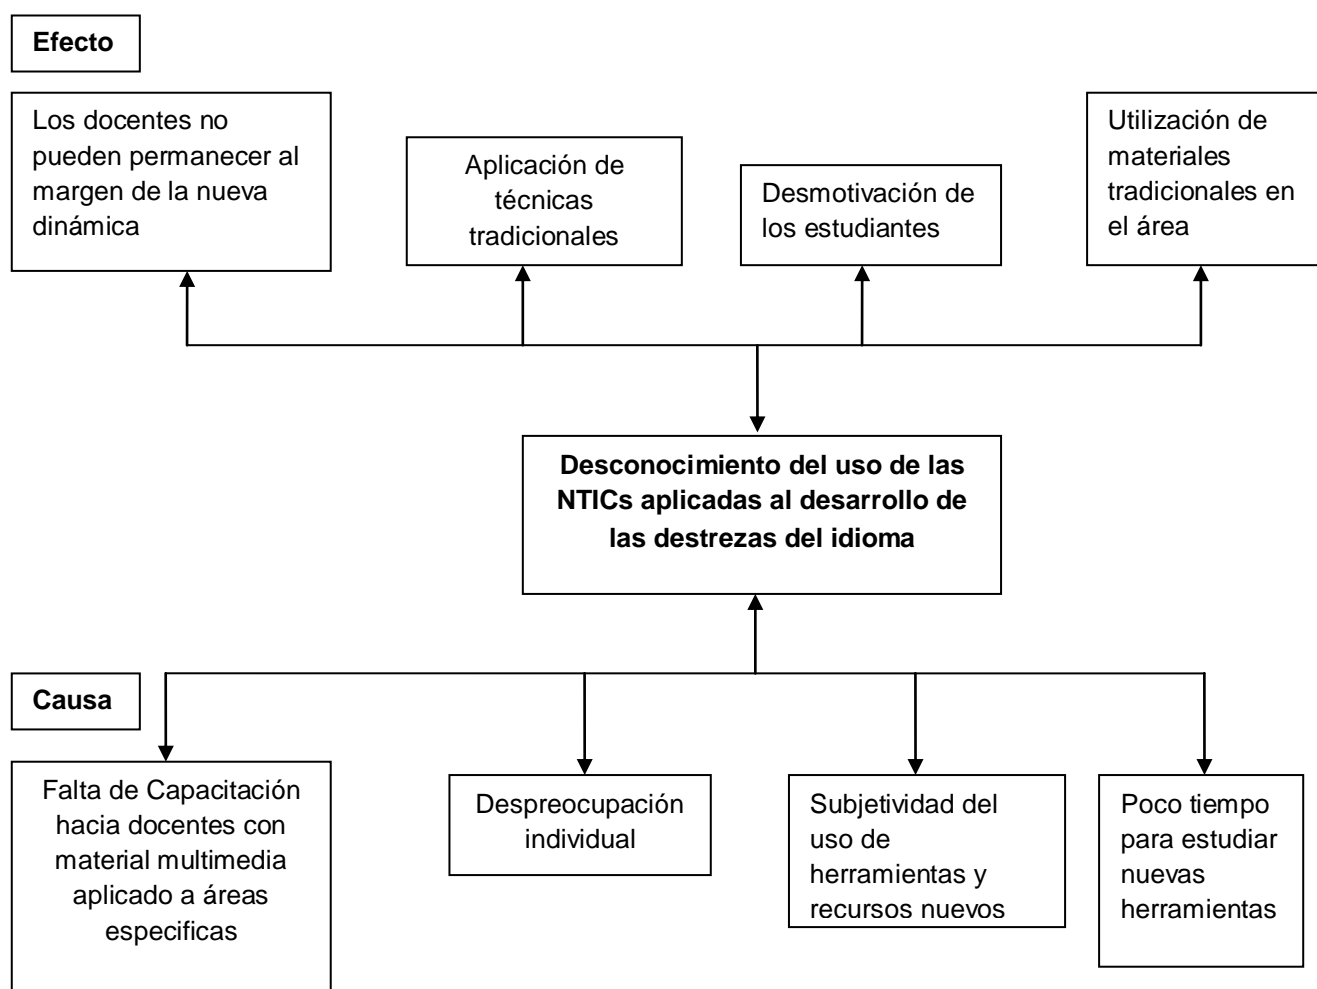 Efecto
Los docentes no
pueden permanecer al
margen de la nueva
dinámica
Aplicación de
técnicas
tradicionales
Desmotivación de
los estudiantes
Utilización de
materiales
tradicionales en
el área
Desconocimiento del uso de las
NTICs aplicadas al desarrollo de
las destrezas del idioma
Causa
Falta de Capacitación
hacia docentes con
material multimedia
aplicado a áreas
especificas
Despreocupación
individual
Subjetividad del
uso de
herramientas y
recursos nuevos
Poco tiempo
para estudiar
nuevas
herramientas